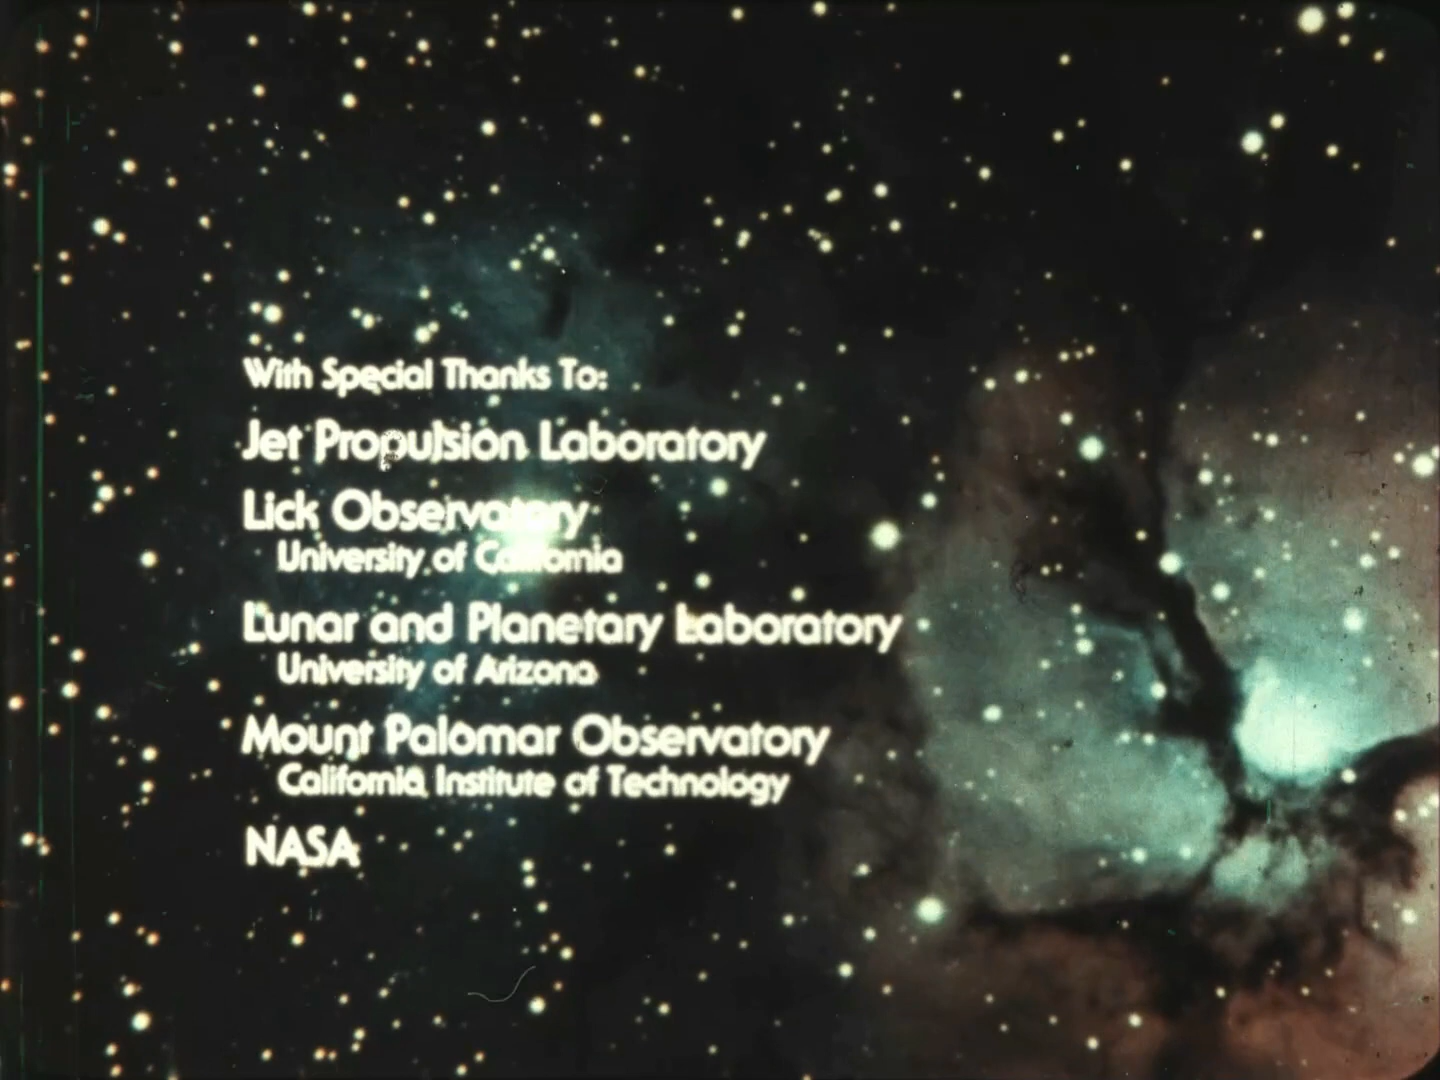 With Special Thanks To:
Jet Propulsion Laboratory
Lick Observatory
University of California
Lunar and Planetary Laboratory
University of Arizona
Mount Palomar Observatory
California Institute of Technology
NASA